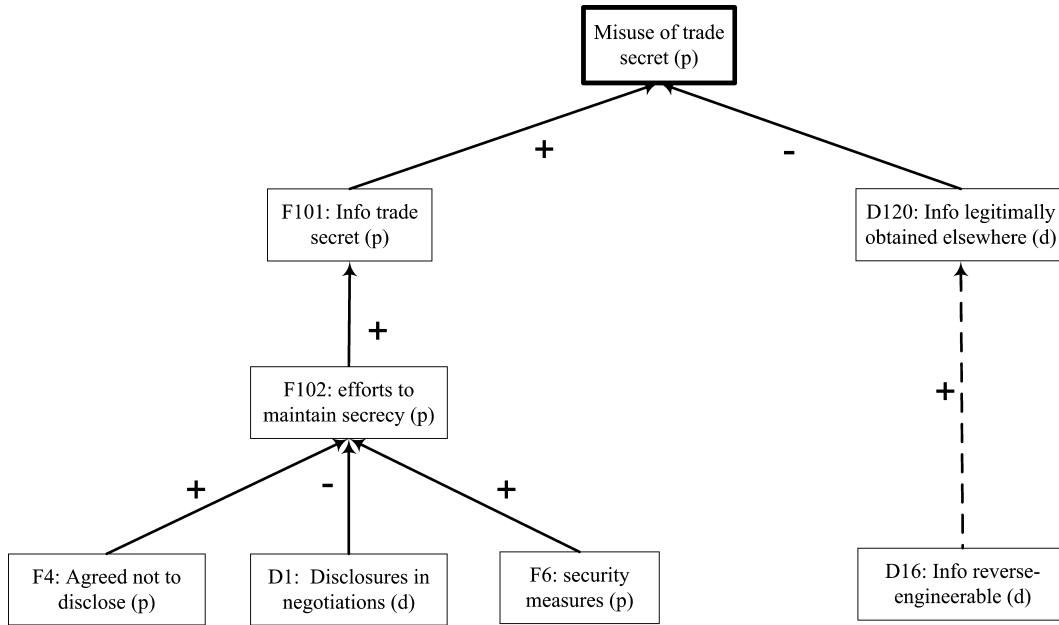 Misuse of trade
secret (p)
+
-
F101: Info trade
secret (p)
D120: Info legitimally
obtained elsewhere (d)
+
F102: efforts to
maintain secrecy (p)
+
+
-
+
F4: Agreed not to
disclose (p)
D1: Disclosures in
negotiations (d)
F6: security
measures (p)
D16: Info reverse-
engineerable (d)